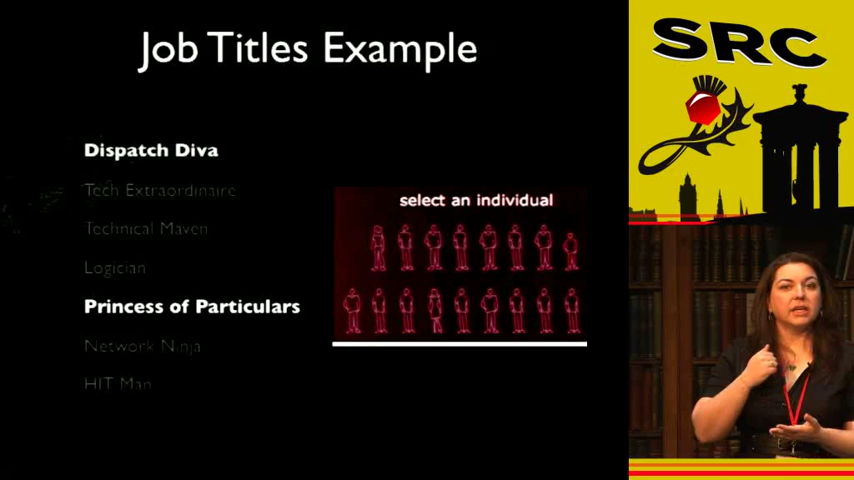 Job Titles Example
Dispatch Diva
Tech Extraordinaire
Technical Maven
Logician
Princess of Particulars
Network Ninja
HIT Man
select an individual
SRC